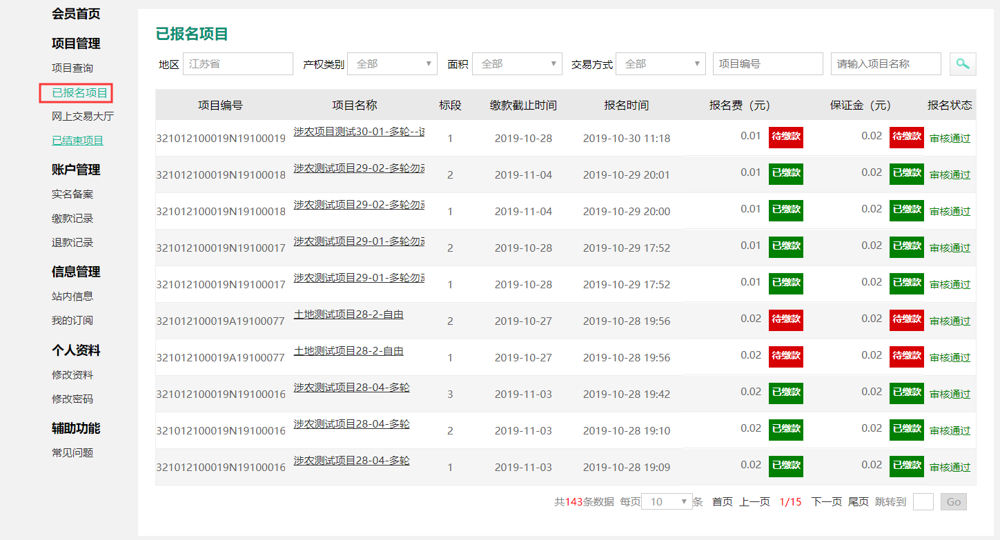 会员首页
项目管理
项目查询
已报名项目
网上交易大厅
已结束项目
账户管理
实名备案
缴款记录
退款记录
信息管理
站内信息
我的订阅
个人资料
修改资料
修改密码
辅助功能
常见问题
已报名项目
地区 江苏省 产权类别 全部 面积 全部 交易方式 全部 项目编号 请输入项目名称
项目编号 项目名称 标段 缴款截止时间 报名时间 报名费（元） 保证金（元） 报名状态
321012100019N19100019 涉农项目测试30-01-多轮-- 1 2019-10-28 2019-10-30 11:18 0.01 待缴款 0.02 待缴款 审核通过
321012100019N19100018 涉农测试项目29-02-多轮勿 2 2019-11-04 2019-10-29 20:01 0.01 已缴款 0.02 已缴款 审核通过
321012100019N19100018 涉农测试项目29-02-多轮勿 1 2019-11-04 2019-10-29 20:00 0.01 已缴款 0.02 已缴款 审核通过
321012100019N19100017 涉农测试项目29-01-多轮勿 2 2019-10-28 2019-10-29 17:52 0.01 已缴款 0.02 已缴款 审核通过
321012100019N19100017 涉农测试项目29-01-多轮勿 1 2019-10-28 2019-10-29 17:52 0.01 已缴款 0.02 已缴款 审核通过
321012100019A19100077 土地测试项目28-2-自由 2 2019-10-27 2019-10-28 19:56 0.02 待缴款 0.02 待缴款 审核通过
321012100019A19100077 土地测试项目28-2-自由 1 2019-10-27 2019-10-28 19:56 0.02 待缴款 0.02 待缴款 审核通过
321012100019N19100016 涉农测试项目28-04-多轮 3 2019-11-03 2019-10-28 19:42 0.02 已缴款 0.02 已缴款 审核通过
321012100019N19100016 涉农测试项目28-04-多轮 2 2019-11-03 2019-10-28 19:10 0.02 已缴款 0.02 已缴款 审核通过
321012100019N19100016 涉农测试项目28-04-多轮 1 2019-11-03 2019-10-28 19:09 0.02 已缴款 0.02 已缴款 审核通过
共143条数据 每页 10 条 首页 上一页 1/15 下一页 尾页 跳转到 Go